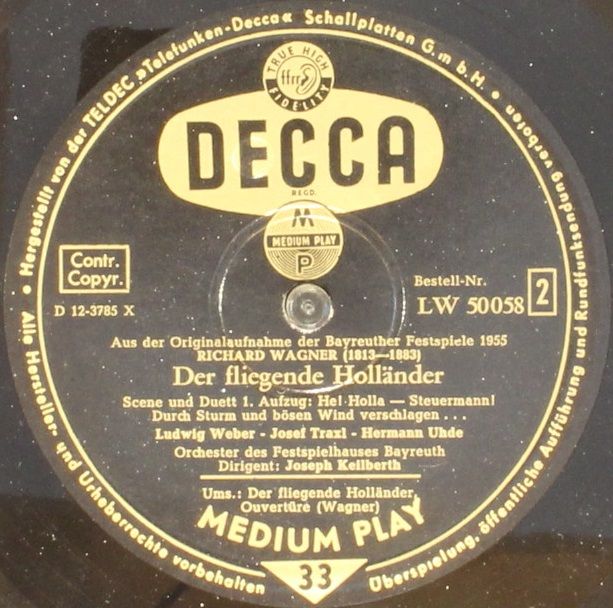 • Hergestellt von der TELDEC »Telefunken-Decca« Schallplatten G.m b.H. •
TRUE HIGH
ffrr
FIDELITY
DECCA
REGD.
M
MEDIUM PLAY
P
Contr.
Copyr.
D 12-3785 X
Bestell-Nr.
LW 50058
2
Aus der Originalaufnahme der Bayreuther Festspiele 1955
RICHARD WAGNER (1813—1883)
Der fliegende Holländer
Scene und Duett 1. Aufzug: He! Holla — Steuermann!
Durch Sturm und bösen Wind verschlagen . . .
Ludwig Weber - Josef Traxl - Hermann Uhde
Orchester des Festspielhauses Bayreuth
Dirigent: Joseph Keilberth
Ums.: Der fliegende Holländer,
Ouvertüre (Wagner)
MEDIUM PLAY
33
Alle Hersteller- und Urheberrechte vorbehalten
Überspielung, öffentliche Aufführung und Rundfunksendung verboten